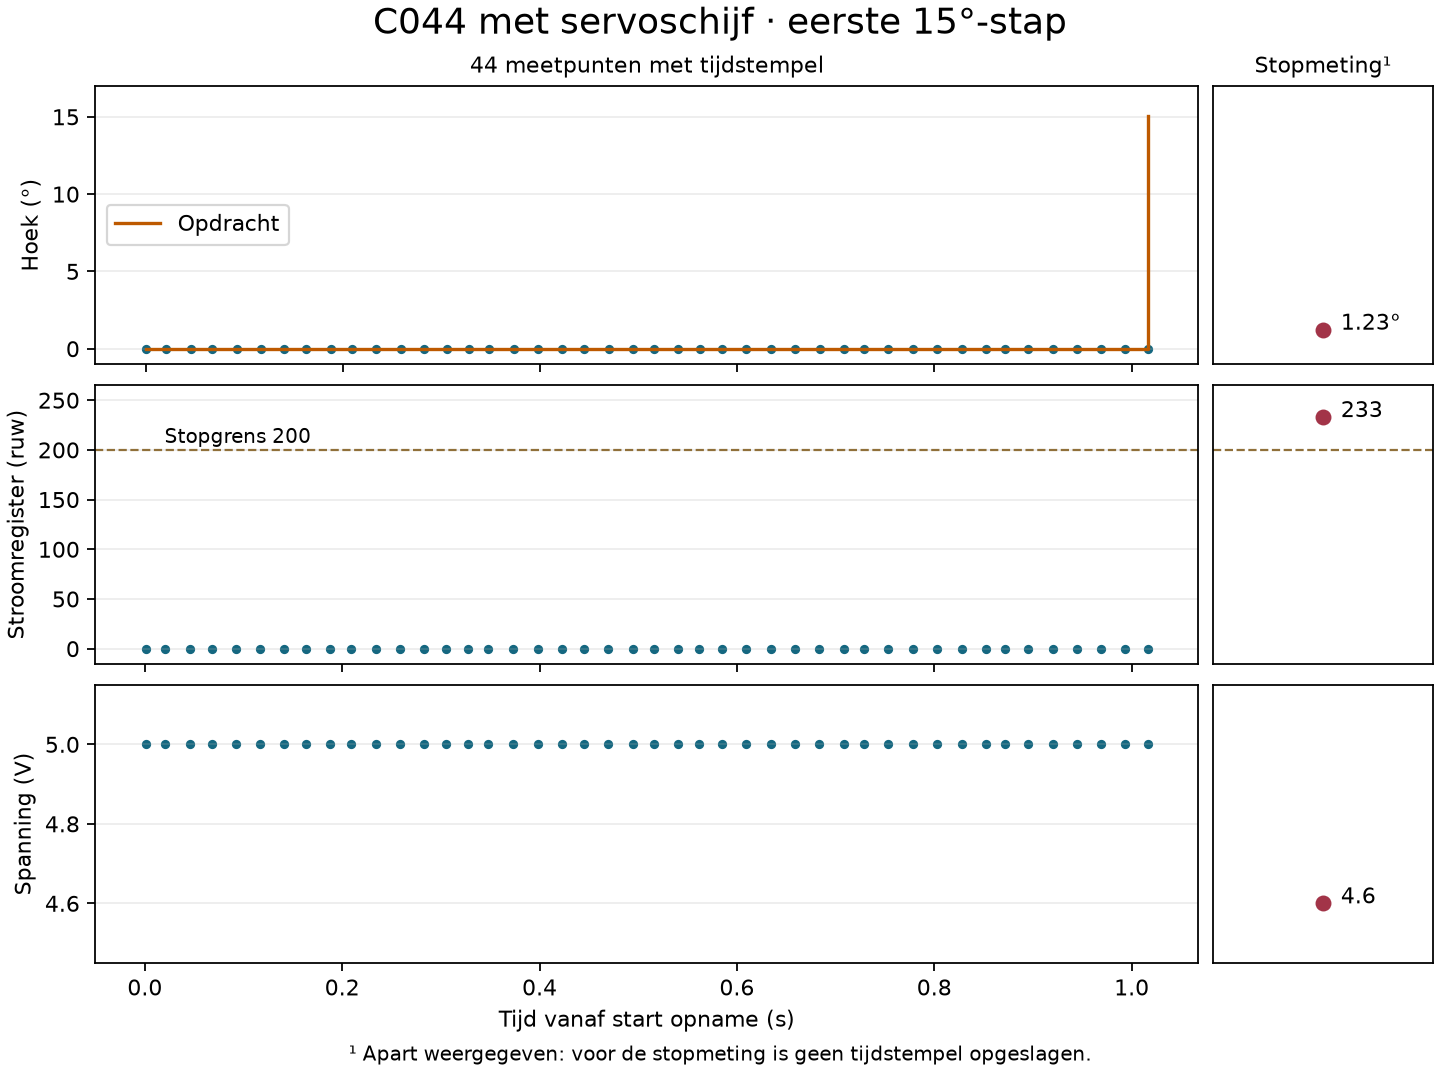 C044 met servoschijf · eerste 15°-stap
44 meetpunten met tijdstempel
Stopmeting¹
Hoek (°)
15
10
5
0
Opdracht
1.23°
Stroomregister (ruw)
250
200
150
100
50
0
Stopgrens 200
233
Spanning (V)
5.0
4.8
4.6
4.6
0.0 0.2 0.4 0.6 0.8 1.0
Tijd vanaf start opname (s)
¹ Apart weergegeven: voor de stopmeting is geen tijdstempel opgeslagen.